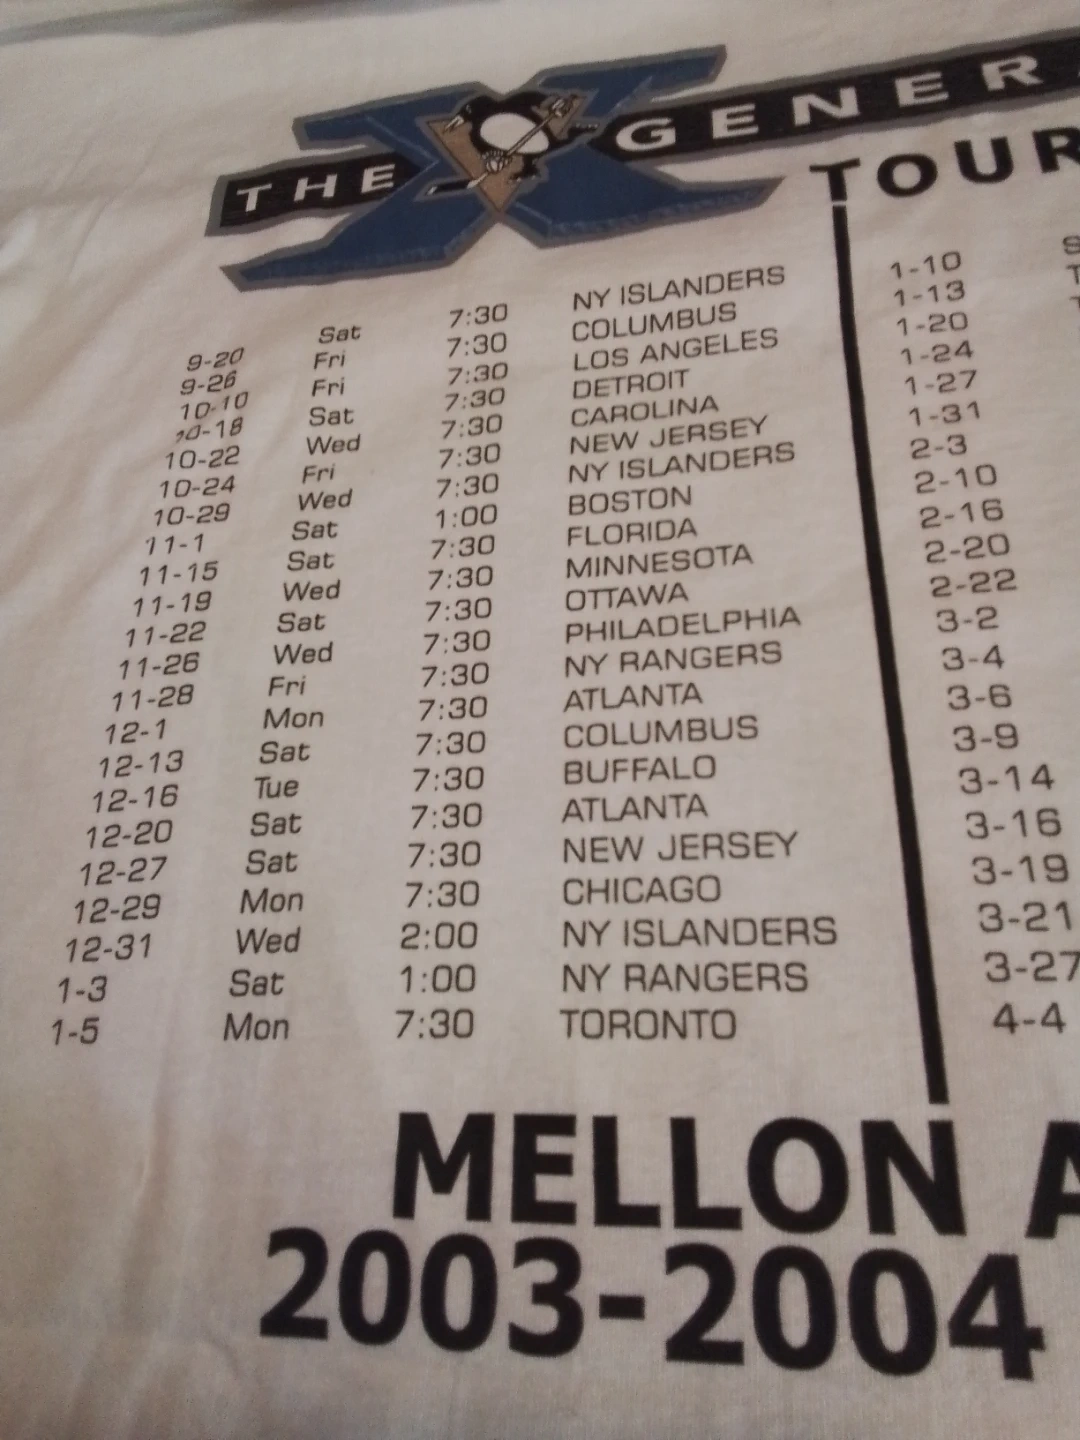 THE X GENER
TOUR
9-20 Sat 7:30 NY ISLANDERS
9-26 Fri 7:30 COLUMBUS
10-10 Fri 7:30 LOS ANGELES
10-18 Sat 7:30 DETROIT
10-22 Wed 7:30 CAROLINA
10-24 Fri 7:30 NEW JERSEY
10-29 Wed 7:30 NY ISLANDERS
11-1 Sat 1:00 BOSTON
11-15 Sat 7:30 FLORIDA
11-19 Wed 7:30 MINNESOTA
11-22 Sat 7:30 OTTAWA
11-26 Wed 7:30 PHILADELPHIA
11-28 Fri 7:30 NY RANGERS
12-1 Mon 7:30 ATLANTA
12-13 Sat 7:30 COLUMBUS
12-16 Tue 7:30 BUFFALO
12-20 Sat 7:30 ATLANTA
12-27 Sat 7:30 NEW JERSEY
12-29 Mon 7:30 CHICAGO
12-31 Wed 2:00 NY ISLANDERS
1-3 Sat 1:00 NY RANGERS
1-5 Mon 7:30 TORONTO
1-10
1-13
1-20
1-24
1-27
1-31
2-3
2-10
2-16
2-20
2-22
3-2
3-4
3-6
3-9
3-14
3-16
3-19
3-21
3-27
4-4
MELLON A
2003-2004